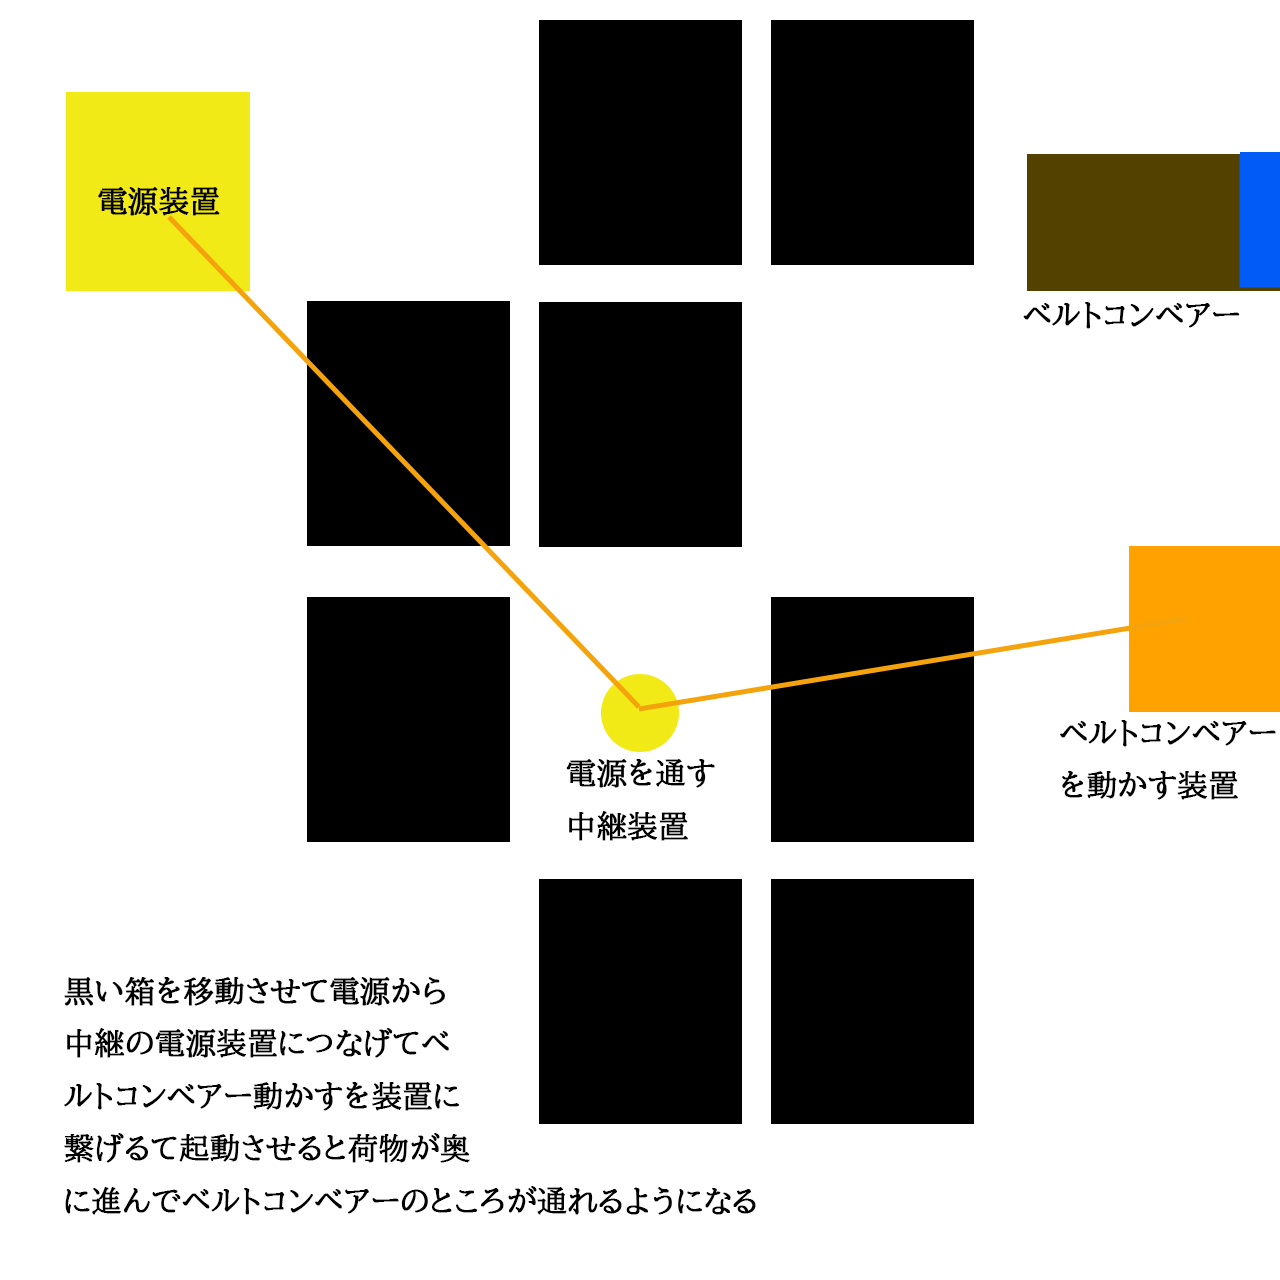 電源装置
ベルトコンベアー
ベルトコンベアー
を動かす装置
電源を通す
中継装置
黒い箱を移動させて電源から
中継の電源装置につなげてベ
ルトコンベアー動かすを装置に
繋げるて起動させると荷物が奥
に進んでベルトコンベアーのところが通れるようになる